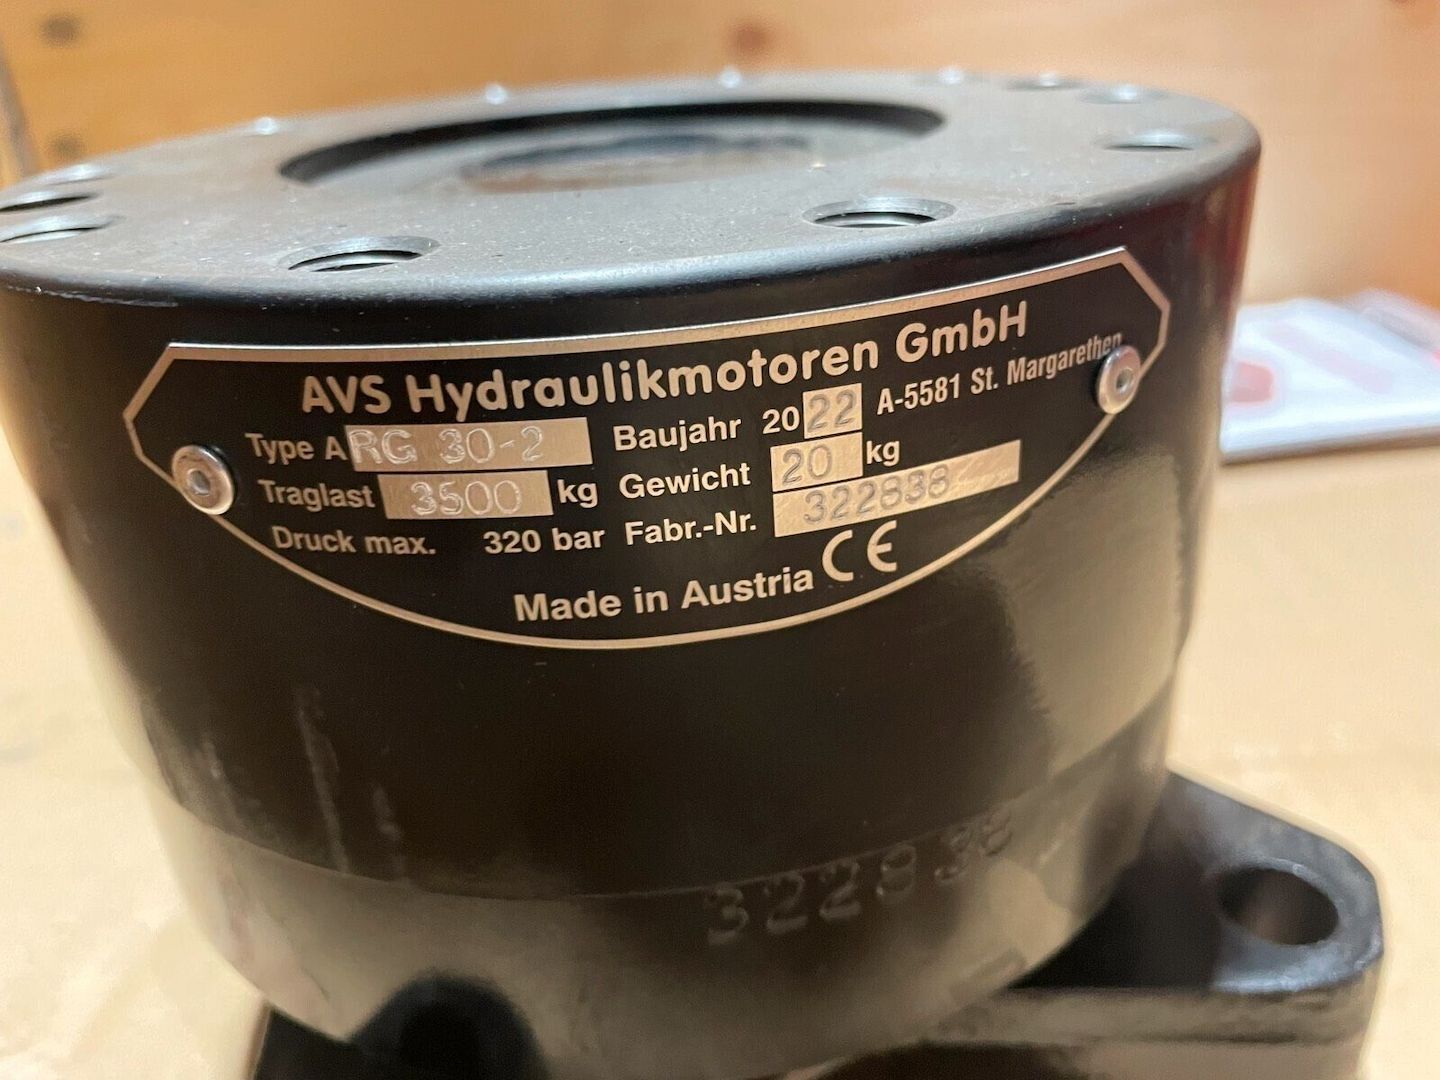 AVS Hydraulikmotoren GmbH
A-5581 St. Margarethen
Type ARG 30-2 Baujahr 2022
Traglast 3500 kg Gewicht 20 kg
Druck max. 320 bar Fabr.-Nr. 322838
Made in Austria CE
322838